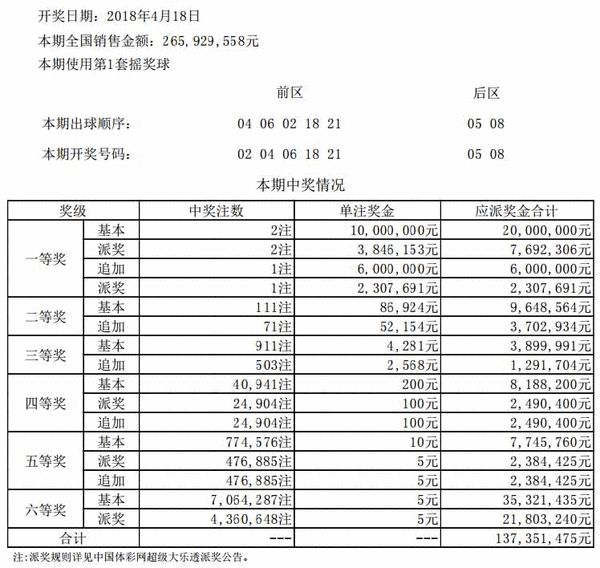 开奖日期：2018年4月18日
本期全国销售金额：265,929,558元
本期使用第1套摇奖球
前区 后区
本期出球顺序： 04 06 02 18 21 05 08
本期开奖号码： 02 04 06 18 21 05 08
本期中奖情况
奖级 中奖注数 单注奖金 应派奖金合计
一等奖 基本 2注 10,000,000元 20,000,000元
派奖 2注 3,846,153元 7,692,306元
追加 1注 6,000,000元 6,000,000元
派奖 1注 2,307,691元 2,307,691元
二等奖 基本 111注 86,924元 9,648,564元
追加 71注 52,154元 3,702,934元
三等奖 基本 911注 4,281元 3,899,991元
追加 503注 2,568元 1,291,704元
四等奖 基本 40,941注 200元 8,188,200元
派奖 24,904注 100元 2,490,400元
追加 24,904注 100元 2,490,400元
五等奖 基本 774,576注 10元 7,745,760元
派奖 476,885注 5元 2,384,425元
追加 476,885注 5元 2,384,425元
六等奖 基本 7,064,287注 5元 35,321,435元
派奖 4,360,648注 5元 21,803,240元
合计 --- --- 137,351,475元
注:派奖规则详见中国体彩网超级大乐透派奖公告。